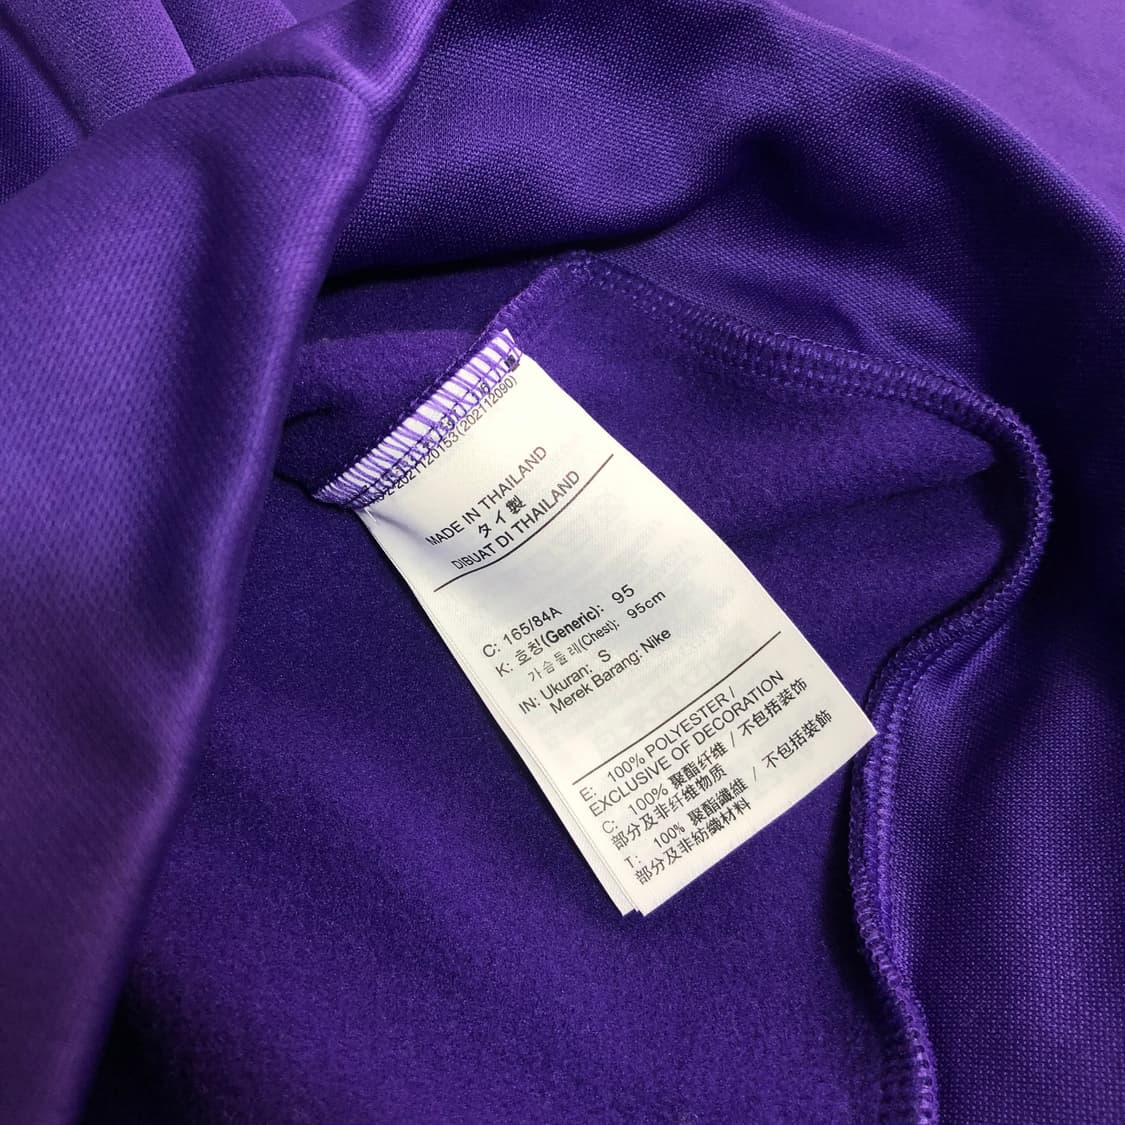 2-2021120153(202112090)
MADE IN THAILAND
タイ製
DIBUAT DI THAILAND
C: 165/84A
K: 호칭(Generic): 95
가슴둘레(Chest): 95cm
IN: Ukuran: S
Merek Barang: Nike
E: 100% POLYESTER /
EXCLUSIVE OF DECORATION
C: 100% 聚酯纤维 / 不包括装饰
部分及非纤维物质
T: 100% 聚酯纖維 / 不包括裝飾
部分及非紡織材料